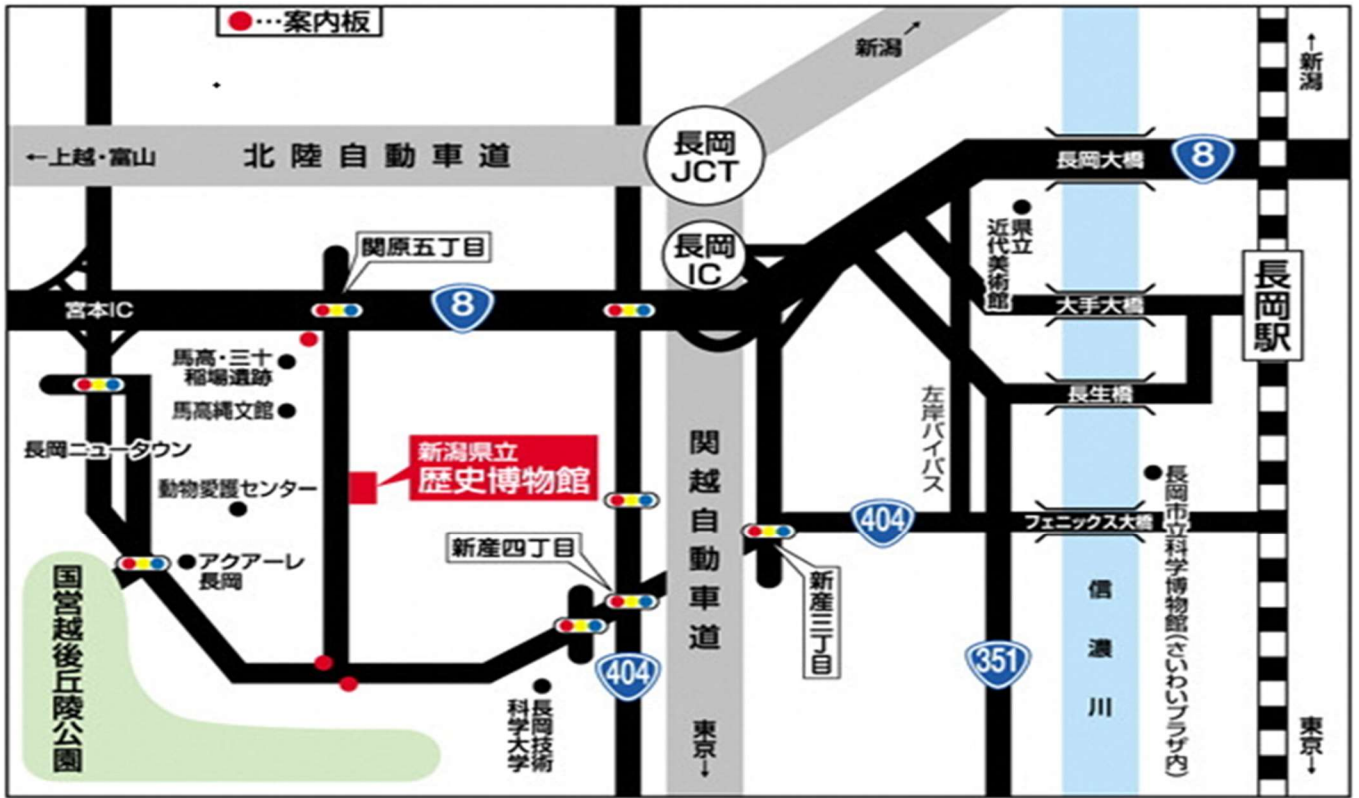 ●…案内板
新潟↗
↑新潟
←上越・富山
北陸自動車道
長岡
JCT
長岡大橋
8
関原五丁目
長岡
IC
県立
近代美術館
宮本IC
8
大手大橋
長岡駅
馬高・三十
稲場遺跡
馬高縄文館
長生橋
左岸バイパス
長岡ニュータウン
新潟県立
歴史博物館
関越自動車道
動物愛護センター
長岡市立科学博物館(さいわいプラザ内)
404
フェニックス大橋
新産四丁目
アクアーレ
長岡
新産三丁目
国営越後丘陵公園
信濃川
404
351
長岡技術
科学大学
東京↓
東京↓